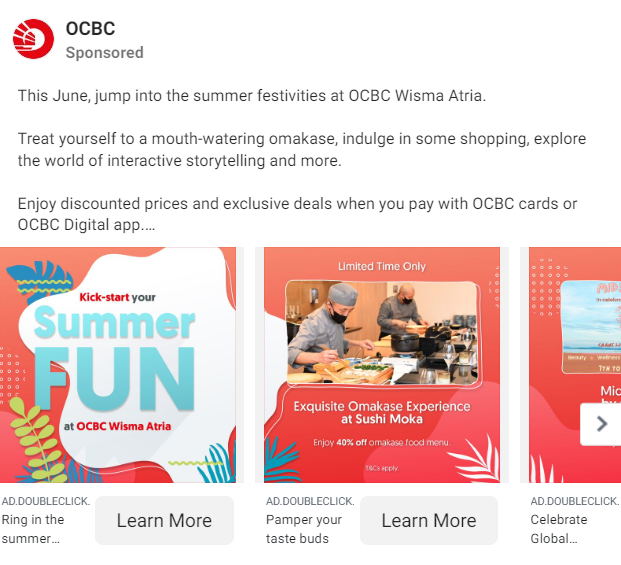 OCBC
Sponsored
This June, jump into the summer festivities at OCBC Wisma Atria.
Treat yourself to a mouth-watering omakase, indulge in some shopping, explore
the world of interactive storytelling and more.
Enjoy discounted prices and exclusive deals when you pay with OCBC cards or
OCBC Digital app....
Kick-start your
Summer
FUN
at OCBC Wisma Atria
Limited Time Only
Exquisite Omakase Experience
at Sushi Moka
Enjoy 40% off omakase food menu.
T&Cs apply.
Beauty
Wellness
Mic
AD.DOUBLECLICK.
Ring in the
summer...
Learn More
AD.DOUBLECLICK.
Pamper your
taste buds
Learn More
AD.DOUBLECLICK.
Celebrate
Global...